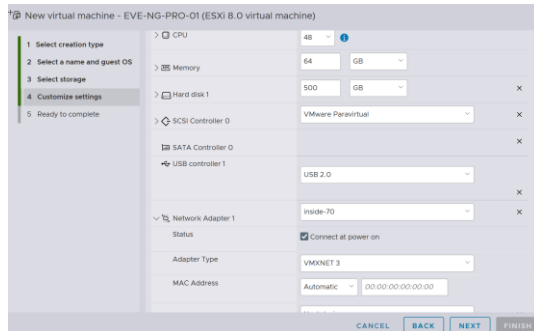 New virtual machine - EVE-NG-PRO-01 (ESXi 8.0 virtual machine)
1 Select creation type
2 Select a name and guest OS
3 Select storage
4 Customize settings
5 Ready to complete
CPU 48
Memory 64 GB
Hard disk 1 500 GB
SCSI Controller 0 VMware Paravirtual
SATA Controller 0
USB controller 1
USB 2.0
Network Adapter 1 inside-70
Status Connect at power on
Adapter Type VMXNET 3
MAC Address Automatic 00:00:00:00:00:00
CANCEL BACK NEXT FINISH